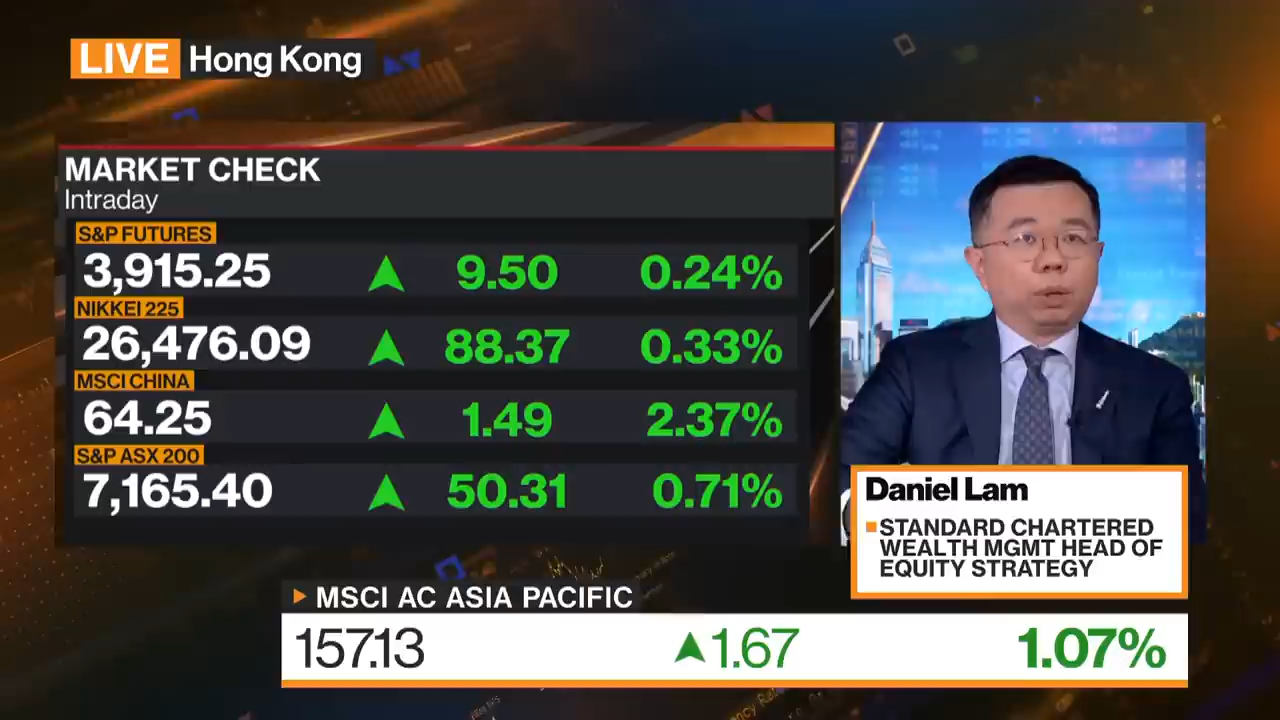 LIVE Hong Kong
MARKET CHECK
Intraday
S&P FUTURES
3,915.25 ▲ 9.50 0.24%
NIKKEI 225
26,476.09 ▲ 88.37 0.33%
MSCI CHINA
64.25 ▲ 1.49 2.37%
S&P ASX 200
7,165.40 ▲ 50.31 0.71%
Daniel Lam
STANDARD CHARTERED
WEALTH MGMT HEAD OF
EQUITY STRATEGY
MSCI AC ASIA PACIFIC
157.13 ▲1.67 1.07%